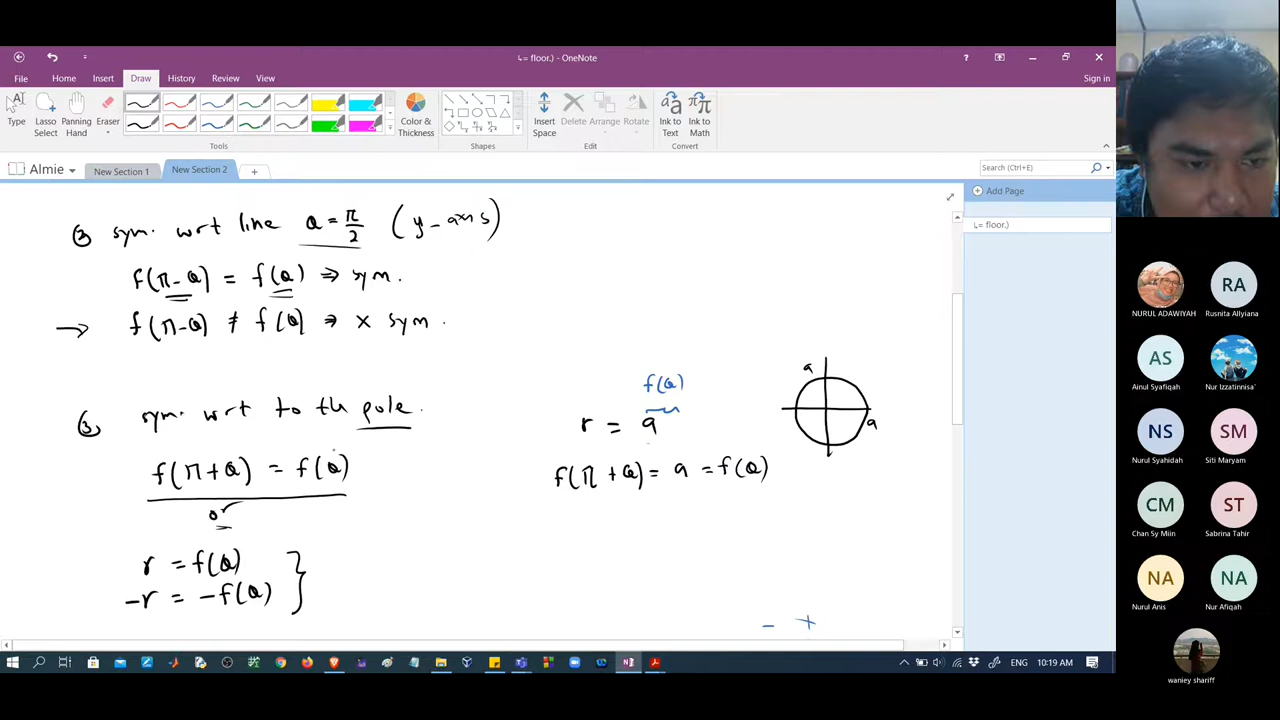 ↳= floor.) - OneNote
File Home Insert Draw History Review View Sign in
Type
Lasso Select
Panning Hand
Eraser
Color & Thickness
Insert Space
Delete
Arrange
Rotate
Ink to Text
Ink to Math
Tools Shapes Edit Convert
Almie New Section 1 New Section 2
Search (Ctrl+E)
Add Page
↳= floor.)
② sym. wrt line θ = π/2 (y-axis)
f(π-θ) = f(θ) ⇒ sym.
→ f(π-θ) ≠ f(θ) ⇒ x sym.
③ sym. wrt to th pole.
f(π+θ) = f(θ)
or
r = f(θ)
-r = -f(θ) }
f(θ)
r = a
f(π+θ) = a = f(θ)
a
a
- +
NURUL ADAWIYAH
RA
Rusnita Allyiana
AS
Ainul Syafiqah
Nur Izzatinnisa'
NS
Nurul Syahidah
SM
Siti Maryam
CM
Chan Sy Miin
ST
Sabrina Tahir
NA
Nurul Anis
NA
Nur Afiqah
waniey shariff
ENG 10:19 AM